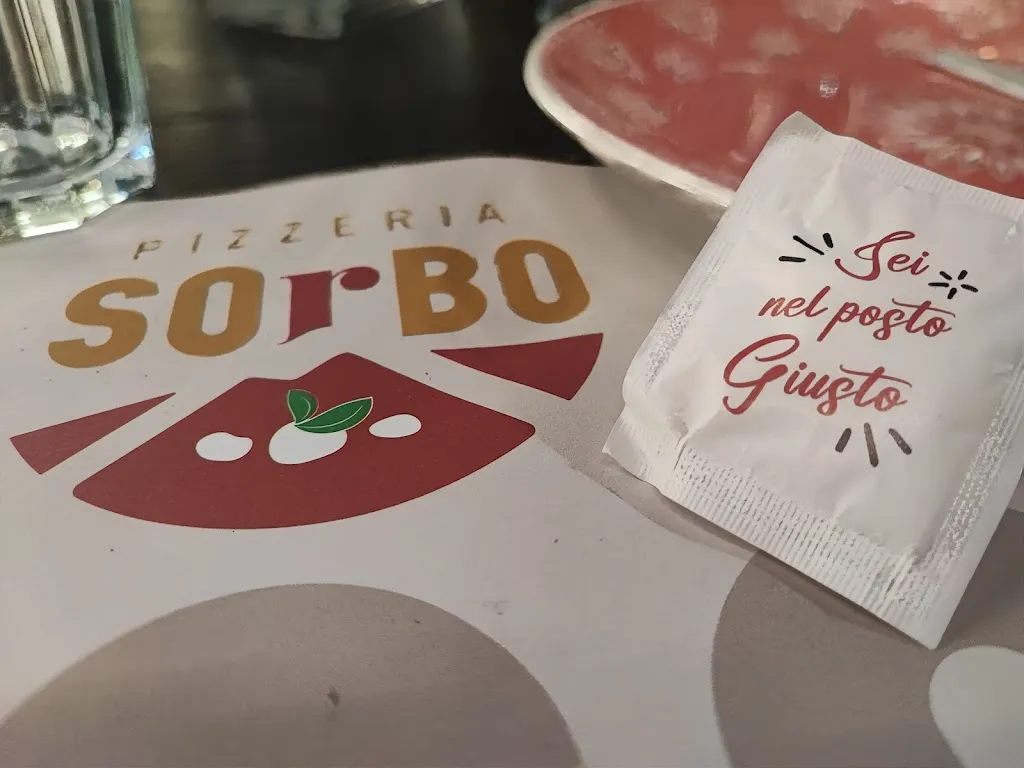 PIZZERIA
SOrBO
Sei
nel posto
Giusto